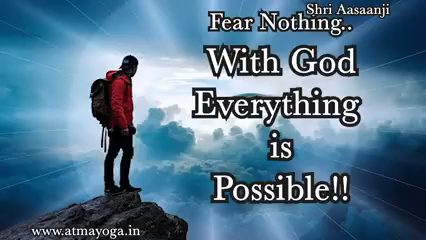 Shri Aasaanji
Fear Nothing..
With God
Everything
is
Possible!!
www.atmayoga.in